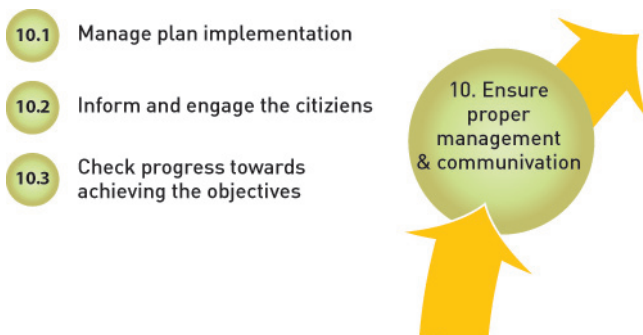 10.1 Manage plan implementation
10.2 Inform and engage the citiziens
10.3 Check progress towards
achieving the objectives
10. Ensure
proper
management
& communivation